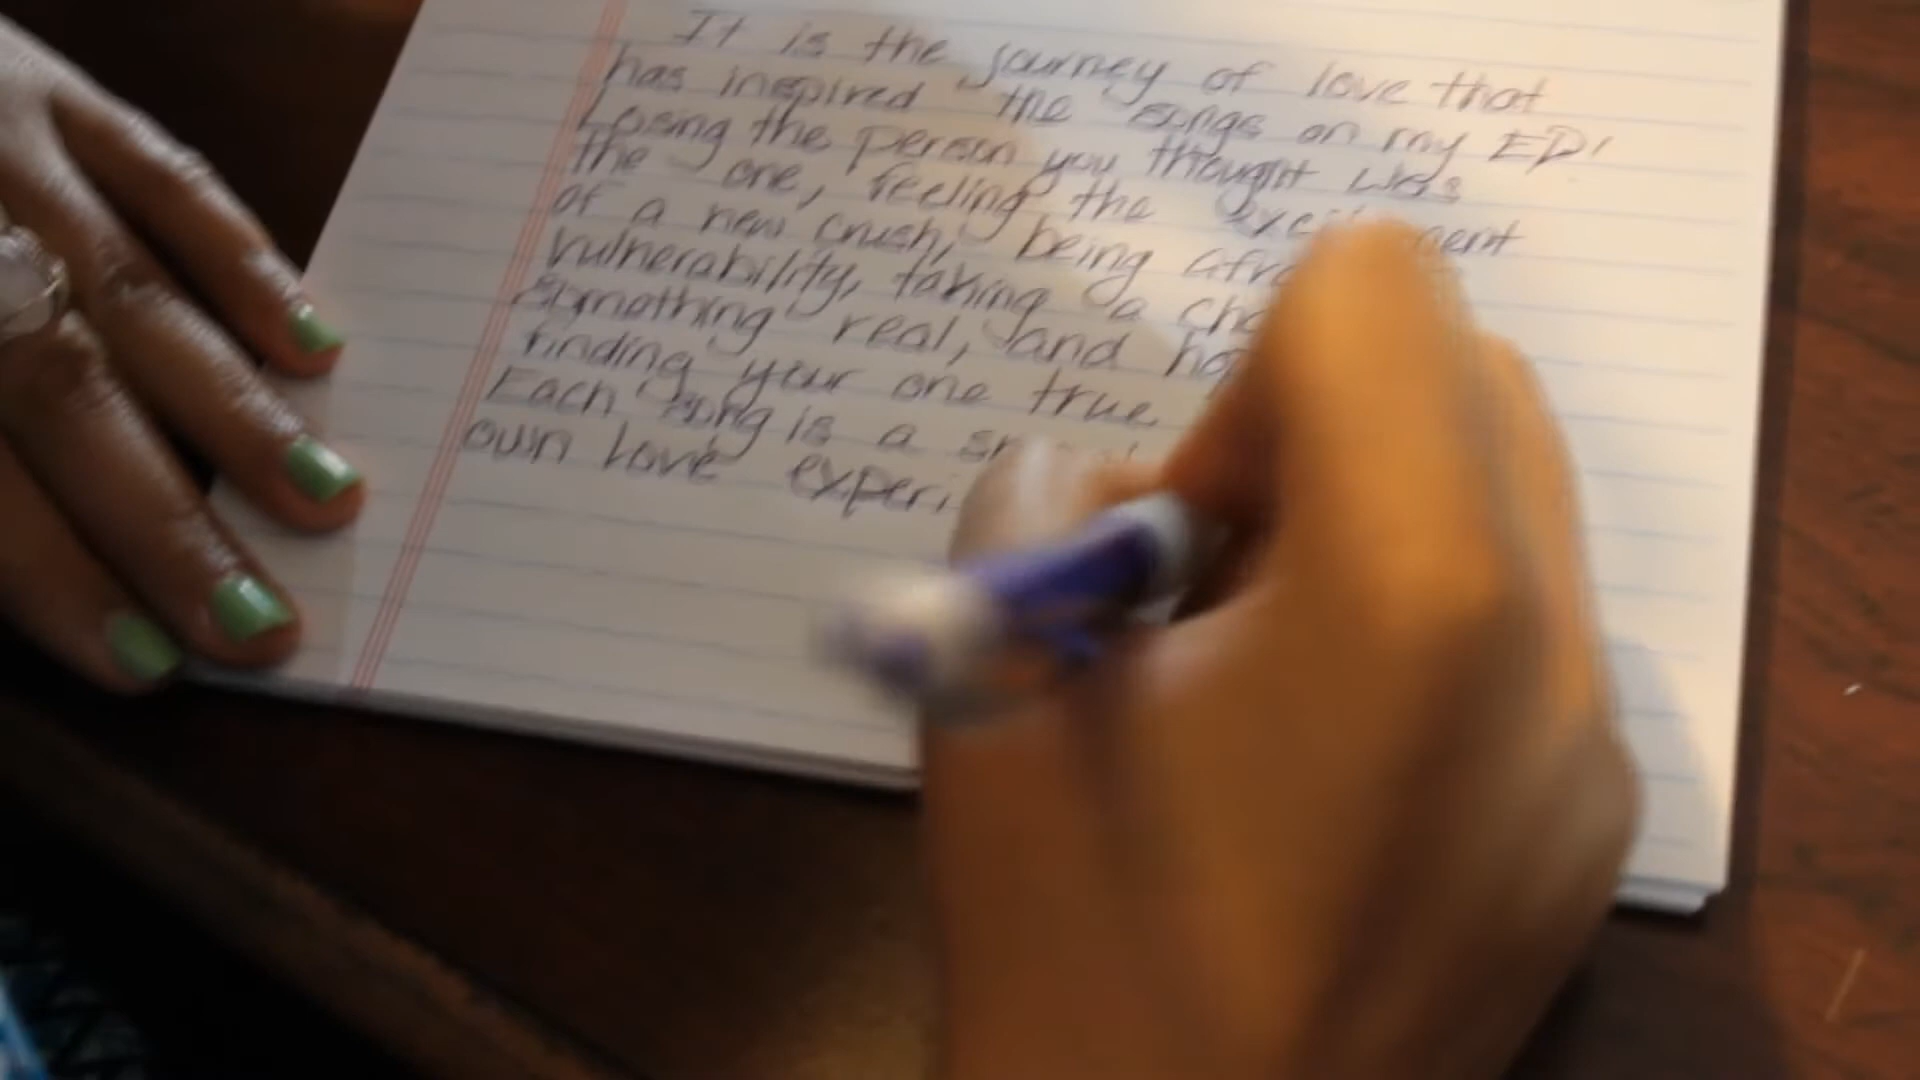 It is the journey of love that
has inspired the songs on my EP!
Losing the person you thought was
the one, feeling the
of a new crush, being
vulnerability, taking a
something real, and
finding your one true
Each song is a
own love